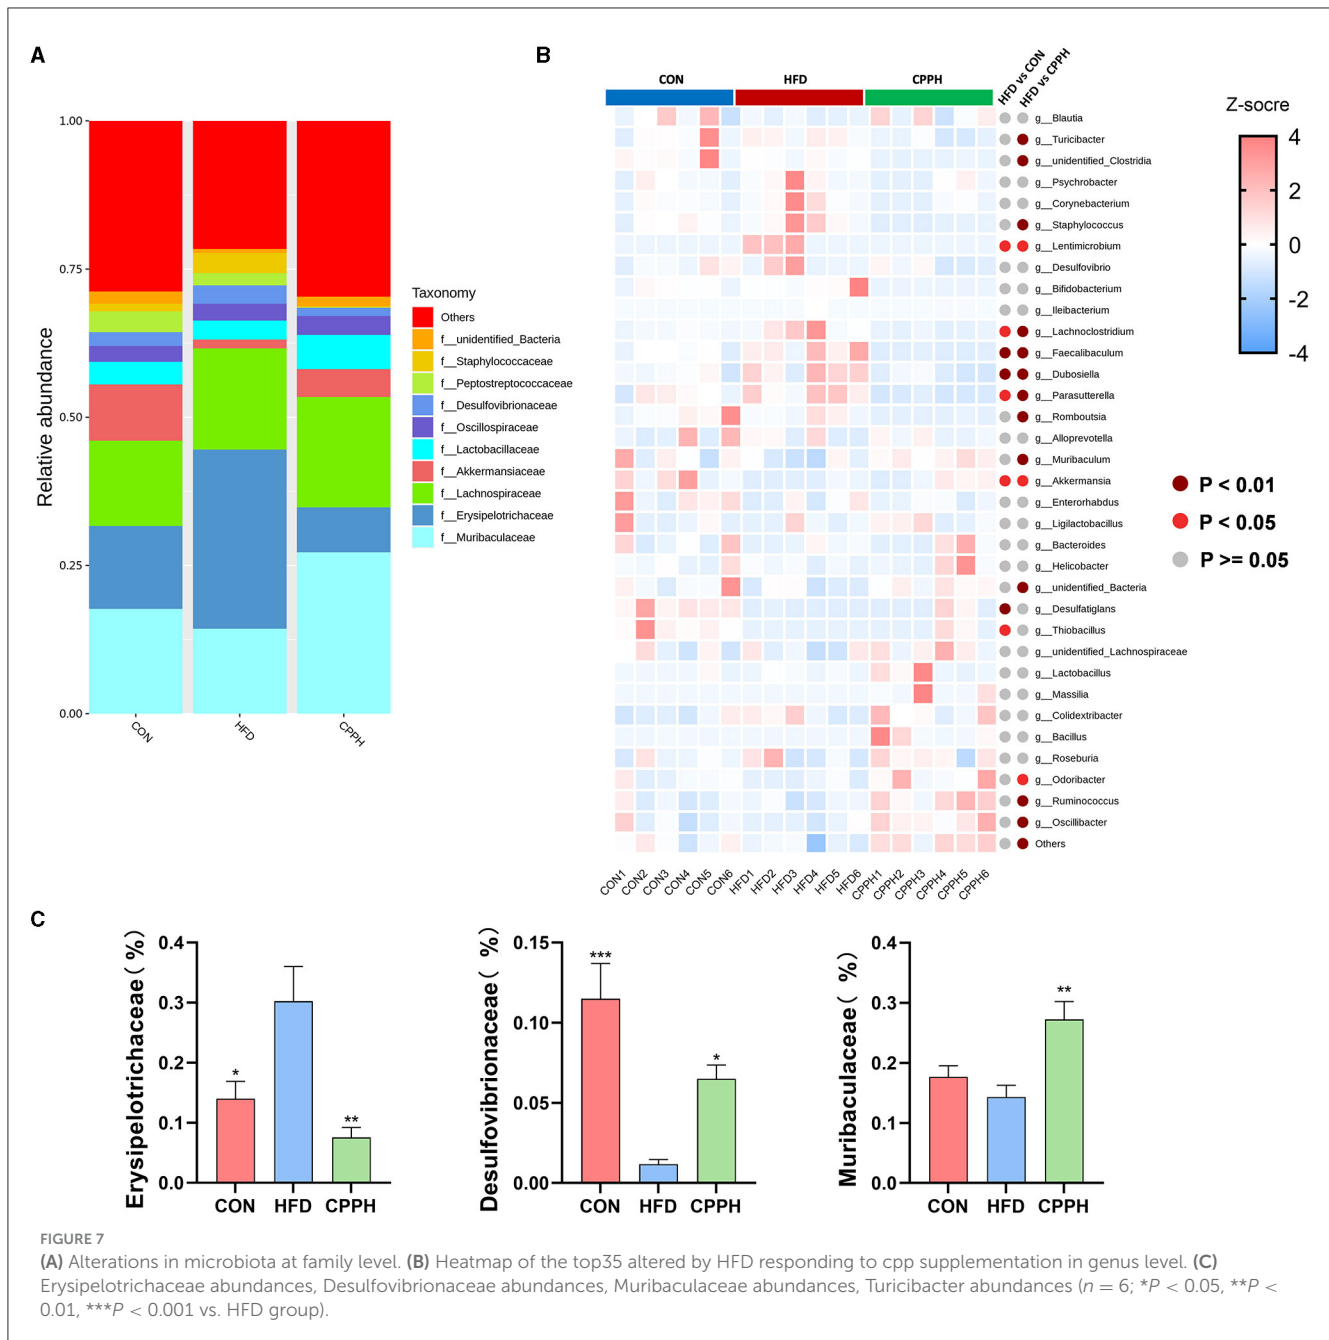 A
1.00
0.75
0.50
0.25
0.00
Relative abundance
CON
HFD
CPPH
Taxonomy
Others
f__unidentified_Bacteria
f__Staphylococcaceae
f__Peptostreptococcaceae
f__Desulfovibrionaceae
f__Oscillospiraceae
f__Lactobacillaceae
f__Akkermansiaceae
f__Lachnospiraceae
f__Erysipelotrichaceae
f__Muribaculaceae
B
CON
HFD
CPPH
HFD vs CON
HFD vs CPPH
g__Blautia
g__Turicibacter
g__unidentified_Clostridia
g__Psychrobacter
g__Corynebacterium
g__Staphylococcus
g__Lentimicrobium
g__Desulfovibrio
g__Bifidobacterium
g__Ileibacterium
g__Lachnoclostridium
g__Faecalibaculum
g__Dubosiella
g__Parasutterella
g__Romboutsia
g__Alloprevotella
g__Muribaculum
g__Akkermansia
g__Enterorhabdus
g__Ligilactobacillus
g__Bacteroides
g__Helicobacter
g__unidentified_Bacteria
g__Desulfatiglans
g__Thiobacillus
g__unidentified_Lachnospiraceae
g__Lactobacillus
g__Massilia
g__Colidextribacter
g__Bacillus
g__Roseburia
g__Odoribacter
g__Ruminococcus
g__Oscillibacter
Others
CON1
CON2
CON3
CON4
CON5
CON6
HFD1
HFD2
HFD3
HFD4
HFD5
HFD6
CPPH1
CPPH2
CPPH3
CPPH4
CPPH5
CPPH6
Z-socre
4
2
0
-2
-4
P < 0.01
P < 0.05
P >= 0.05
C
Erysipelotrichaceae( %)
0.4
0.3
0.2
0.1
0.0
*
**
CON HFD CPPH
Desulfovibrionaceae( %)
0.15
0.10
0.05
0.00
***
*
CON HFD CPPH
Muribaculaceae( %)
0.4
0.3
0.2
0.1
0.0
**
CON HFD CPPH
FIGURE 7
(A) Alterations in microbiota at family level. (B) Heatmap of the top35 altered by HFD responding to cpp supplementation in genus level. (C)
Erysipelotrichaceae abundances, Desulfovibrionaceae abundances, Muribaculaceae abundances, Turicibacter abundances (n = 6; *P < 0.05, **P <
0.01, ***P < 0.001 vs. HFD group).